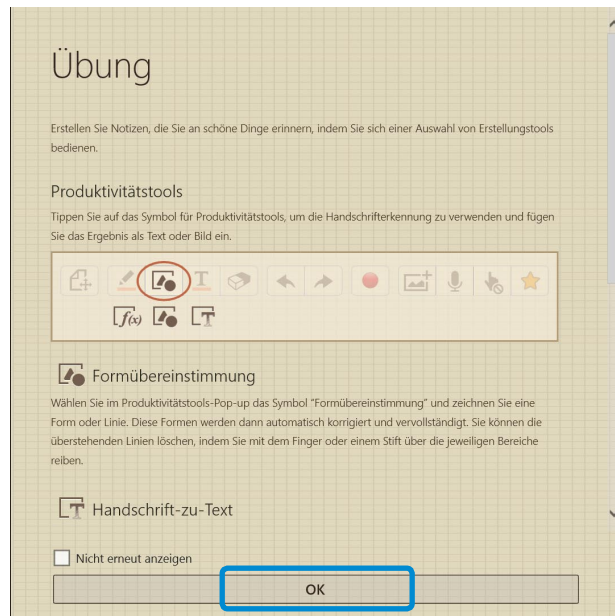 Übung
Erstellen Sie Notizen, die Sie an schöne Dinge erinnern, indem Sie sich einer Auswahl von Erstellungstools
bedienen.
Produktivitätstools
Tippen Sie auf das Symbol für Produktivitätstools, um die Handschrifterkennung zu verwenden und fügen
Sie das Ergebnis als Text oder Bild ein.
T
f(x) T
Formübereinstimmung
Wählen Sie im Produktivitätstools-Pop-up das Symbol "Formübereinstimmung" und zeichnen Sie eine
Form oder Linie. Diese Formen werden dann automatisch korrigiert und vervollständigt. Sie können die
überstehenden Linien löschen, indem Sie mit dem Finger oder einem Stift über die jeweiligen Bereiche
reiben.
T Handschrift-zu-Text
Nicht erneut anzeigen
OK